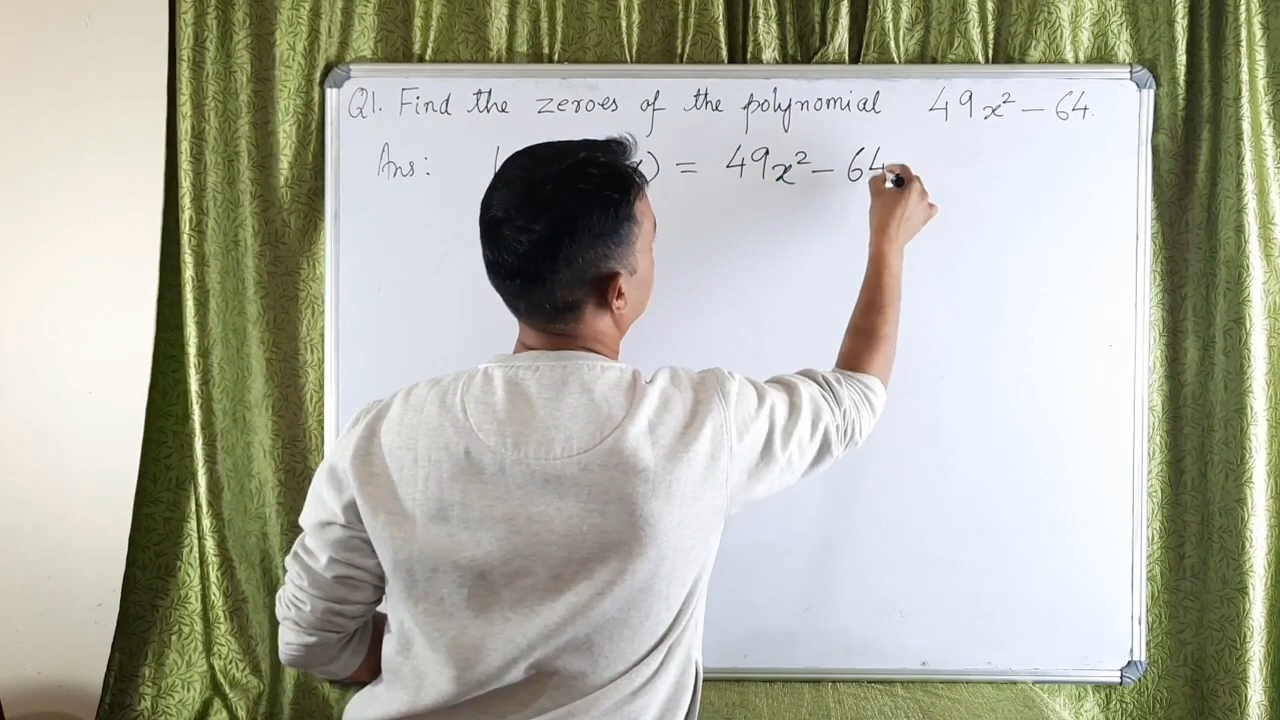 Q1. Find the zeroes of the polynomial 49x² – 64.
Ans: x) = 49x² – 64